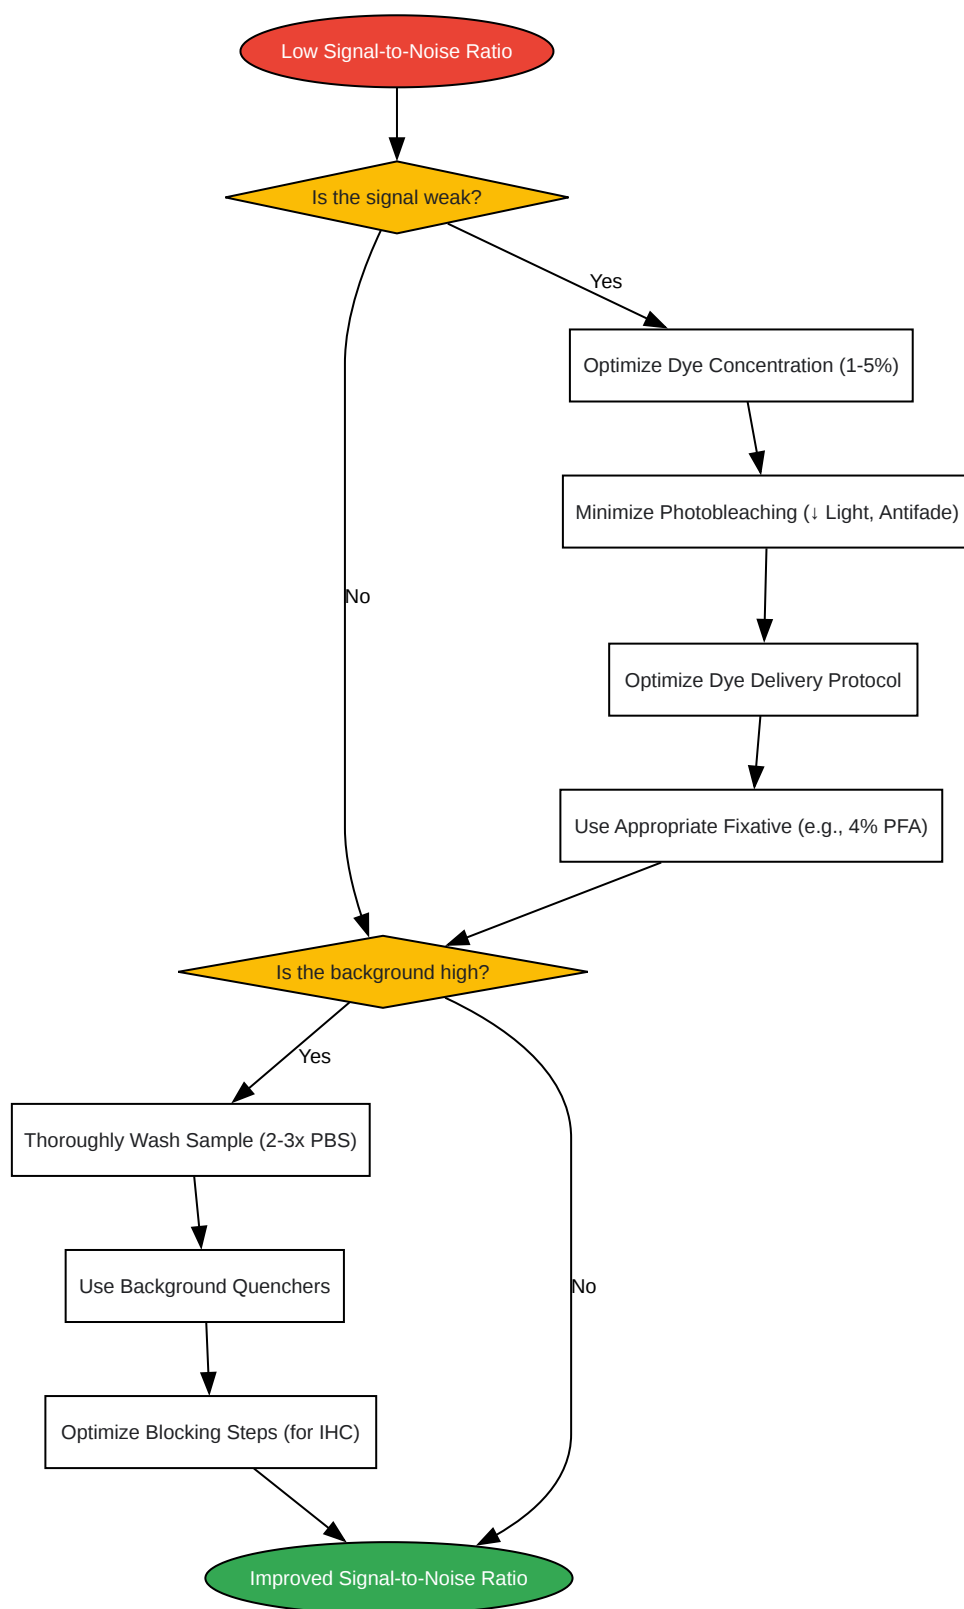 Low Signal-to-Noise Ratio
Is the signal weak?
Yes
Optimize Dye Concentration (1-5%)
Minimize Photobleaching (↓ Light, Antifade)
No
Optimize Dye Delivery Protocol
Use Appropriate Fixative (e.g., 4% PFA)
Is the background high?
Yes
Thoroughly Wash Sample (2-3x PBS)
Use Background Quenchers
No
Optimize Blocking Steps (for IHC)
Improved Signal-to-Noise Ratio